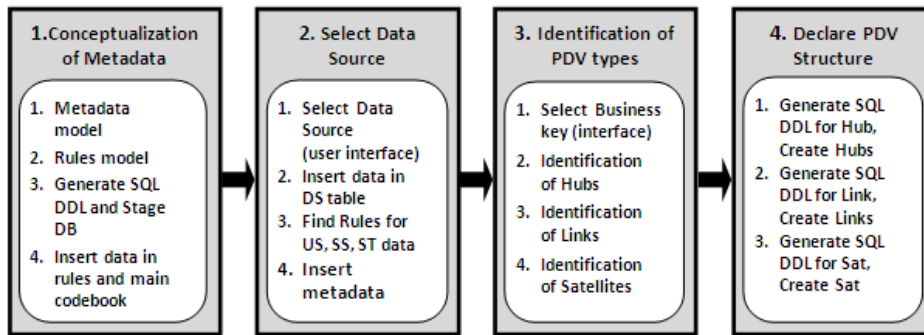 1.Conceptualization
of Metadata
1. Metadata
model
2. Rules model
3. Generate SQL
DDL and Stage
DB
4. Insert data in
rules and main
codebook
2. Select Data
Source
1. Select Data
Source
(user interface)
2. Insert data in
DS table
3. Find Rules for
US, SS, ST data
4. Insert
metadata
3. Identification of
PDV types
1. Select Business
key (interface)
2. Identification
of Hubs
3. Identification
of Links
4. Identification
of Satellites
4. Declare PDV
Structure
1. Generate SQL
DDL for Hub,
Create Hubs
2. Generate SQL
DDL for Link,
Create Links
3. Generate SQL
DDL for Sat,
Create Sat